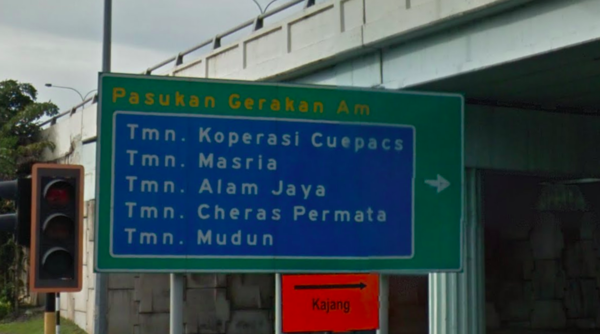 Pasukan Gerakan Am
Tmn. Koperasi Cuepacs
Tmn. Masria
Tmn. Alam Jaya
Tmn. Cheras Permata
Tmn. Mudun
Kajang